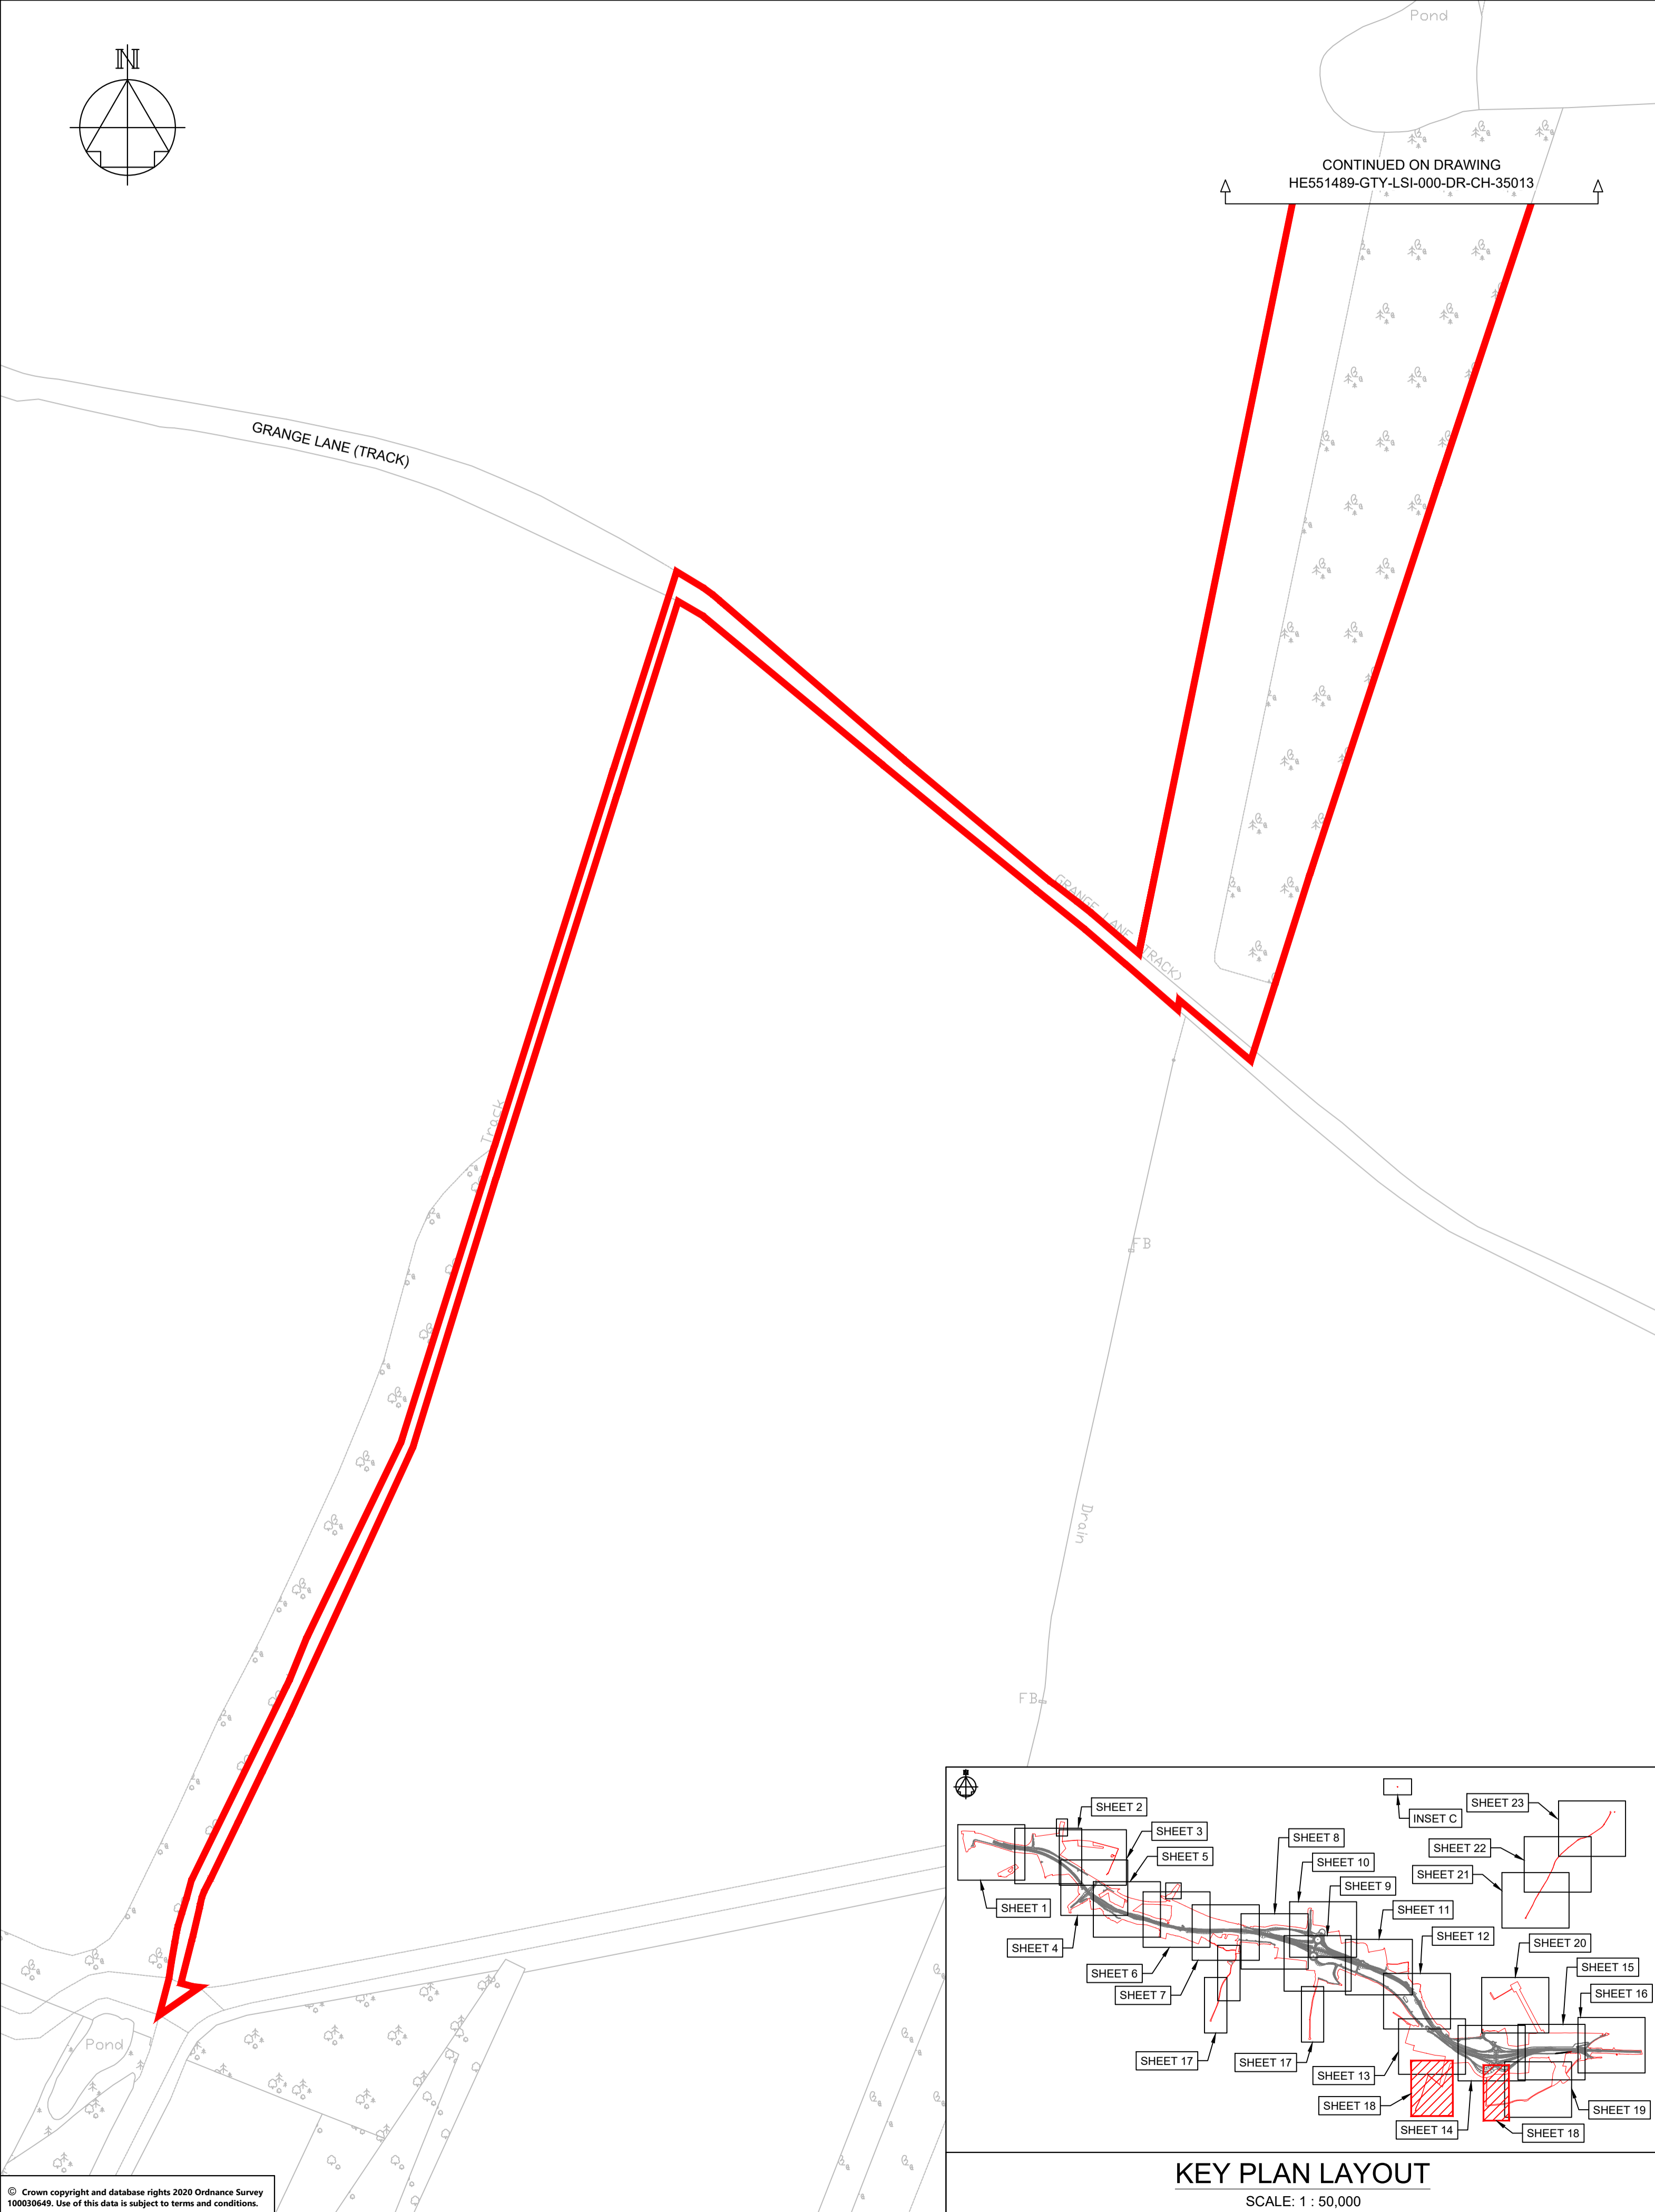 Pond
N
CONTINUED ON DRAWING
HE551489-GTY-LSI-000-DR-CH-35013
GRANGE LANE (TRACK)
GRANGE LANE (TRACK)
Track
FB
Drain
FB
Pond
SHEET 2
SHEET 3
SHEET 5
SHEET 1
SHEET 4
SHEET 6
SHEET 7
SHEET 8
SHEET 10
SHEET 9
SHEET 11
SHEET 12
INSET C
SHEET 23
SHEET 22
SHEET 21
SHEET 20
SHEET 15
SHEET 16
SHEET 17
SHEET 17
SHEET 13
SHEET 18
SHEET 14
SHEET 18
SHEET 19
KEY PLAN LAYOUT
SCALE: 1 : 50,000
© Crown copyright and database rights 2020 Ordnance Survey
100030649. Use of this data is subject to terms and conditions.